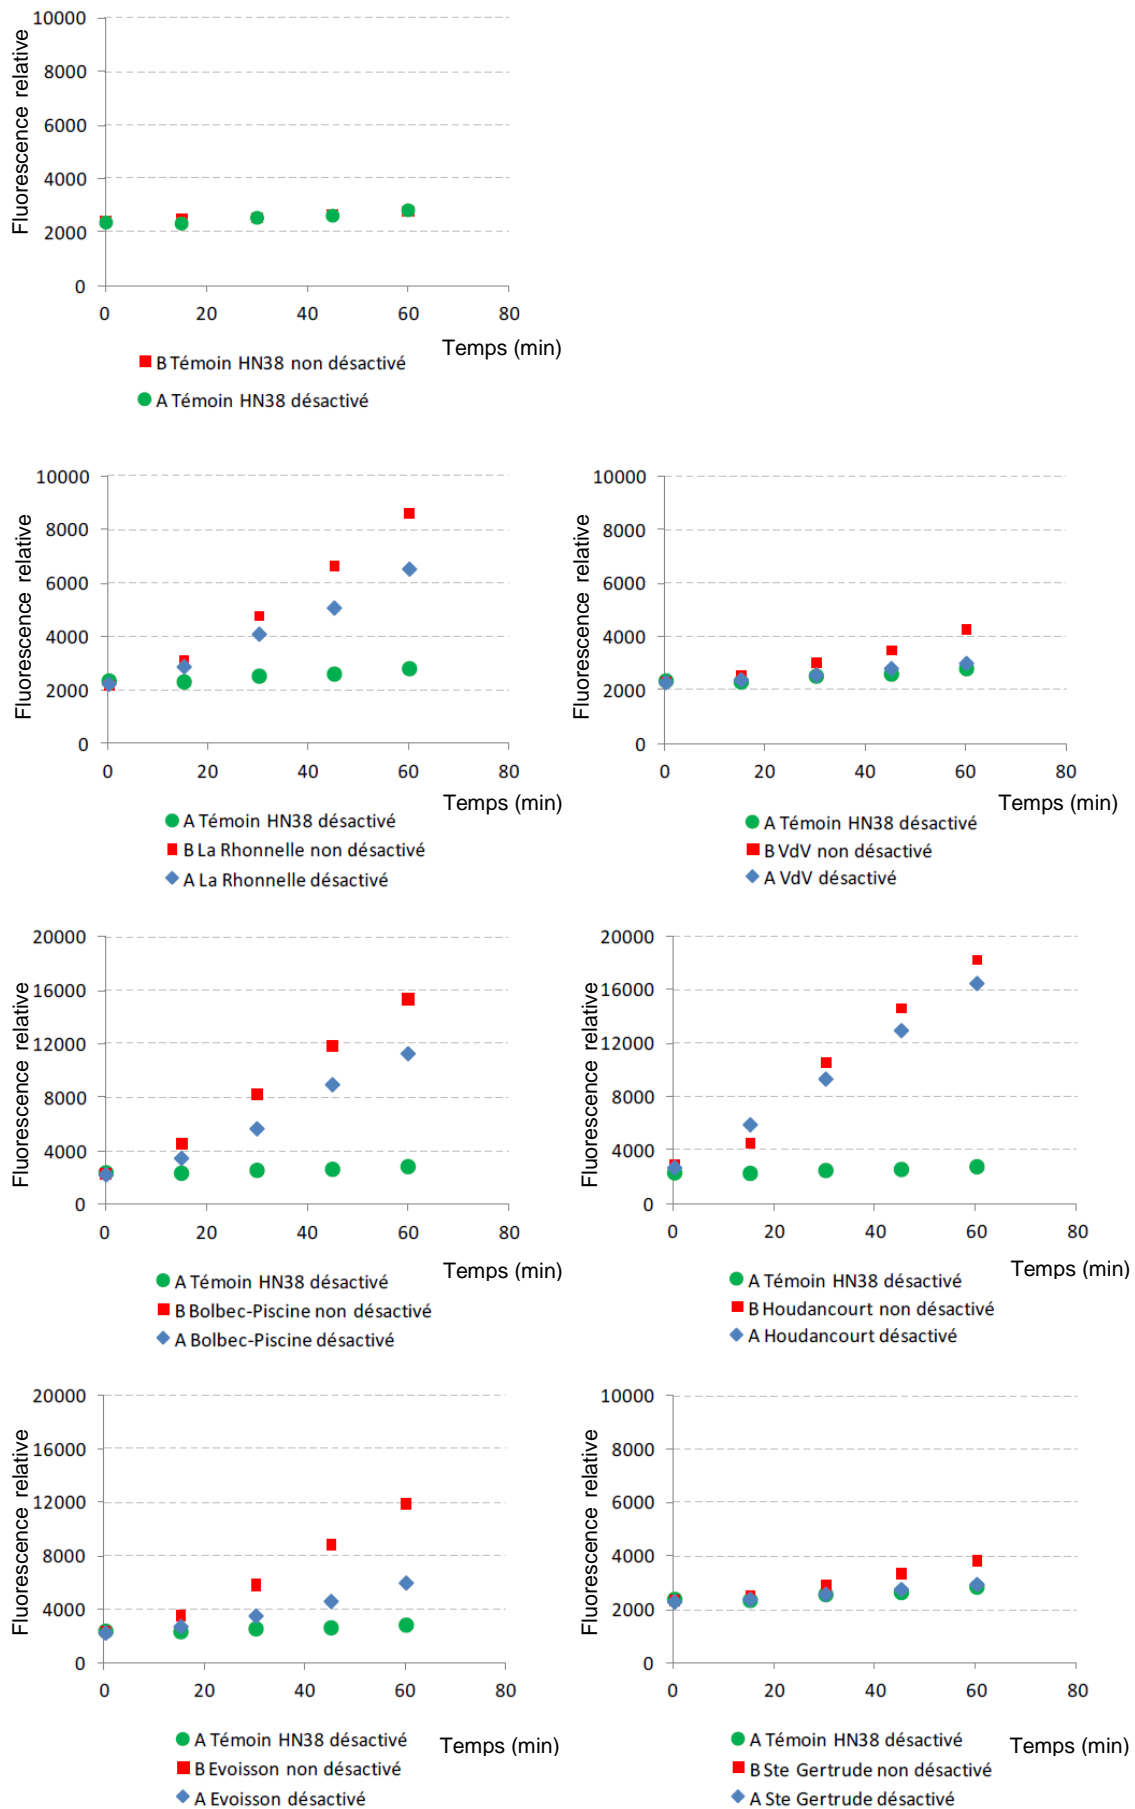 Fluorescence relative
10000
8000
6000
4000
2000
0
0 20 40 60 80
Temps (min)
B Témoin HN38 non désactivé
A Témoin HN38 désactivé
Fluorescence relative
10000
8000
6000
4000
2000
0
0 20 40 60 80
Temps (min)
A Témoin HN38 désactivé
B La Rhonnelle non désactivé
A La Rhonnelle désactivé
Fluorescence relative
10000
8000
6000
4000
2000
0
0 20 40 60 80
Temps (min)
A Témoin HN38 désactivé
B VdV non désactivé
A VdV désactivé
Fluorescence relative
20000
16000
12000
8000
4000
0
0 20 40 60 80
Temps (min)
A Témoin HN38 désactivé
B Bolbec-Piscine non désactivé
A Bolbec-Piscine désactivé
Fluorescence relative
20000
16000
12000
8000
4000
0
0 20 40 60 80
Temps (min)
A Témoin HN38 désactivé
B Houdancourt non désactivé
A Houdancourt désactivé
Fluorescence relative
20000
16000
12000
8000
4000
0
0 20 40 60 80
Temps (min)
A Témoin HN38 désactivé
B Evoisson non désactivé
A Evoisson désactivé
Fluorescence relative
10000
8000
6000
4000
2000
0
0 20 40 60 80
Temps (min)
A Témoin HN38 désactivé
B Ste Gertrude non désactivé
A Ste Gertrude désactivé